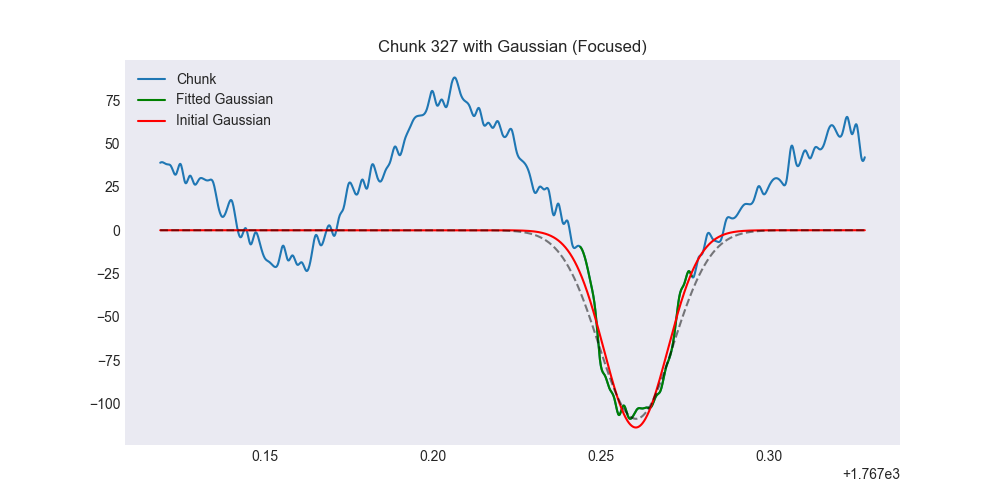 Chunk 327 with Gaussian (Focused)
Chunk
Fitted Gaussian
Initial Gaussian
75
50
25
0
−25
−50
−75
−100
0.15 0.20 0.25 0.30
+1.767e3